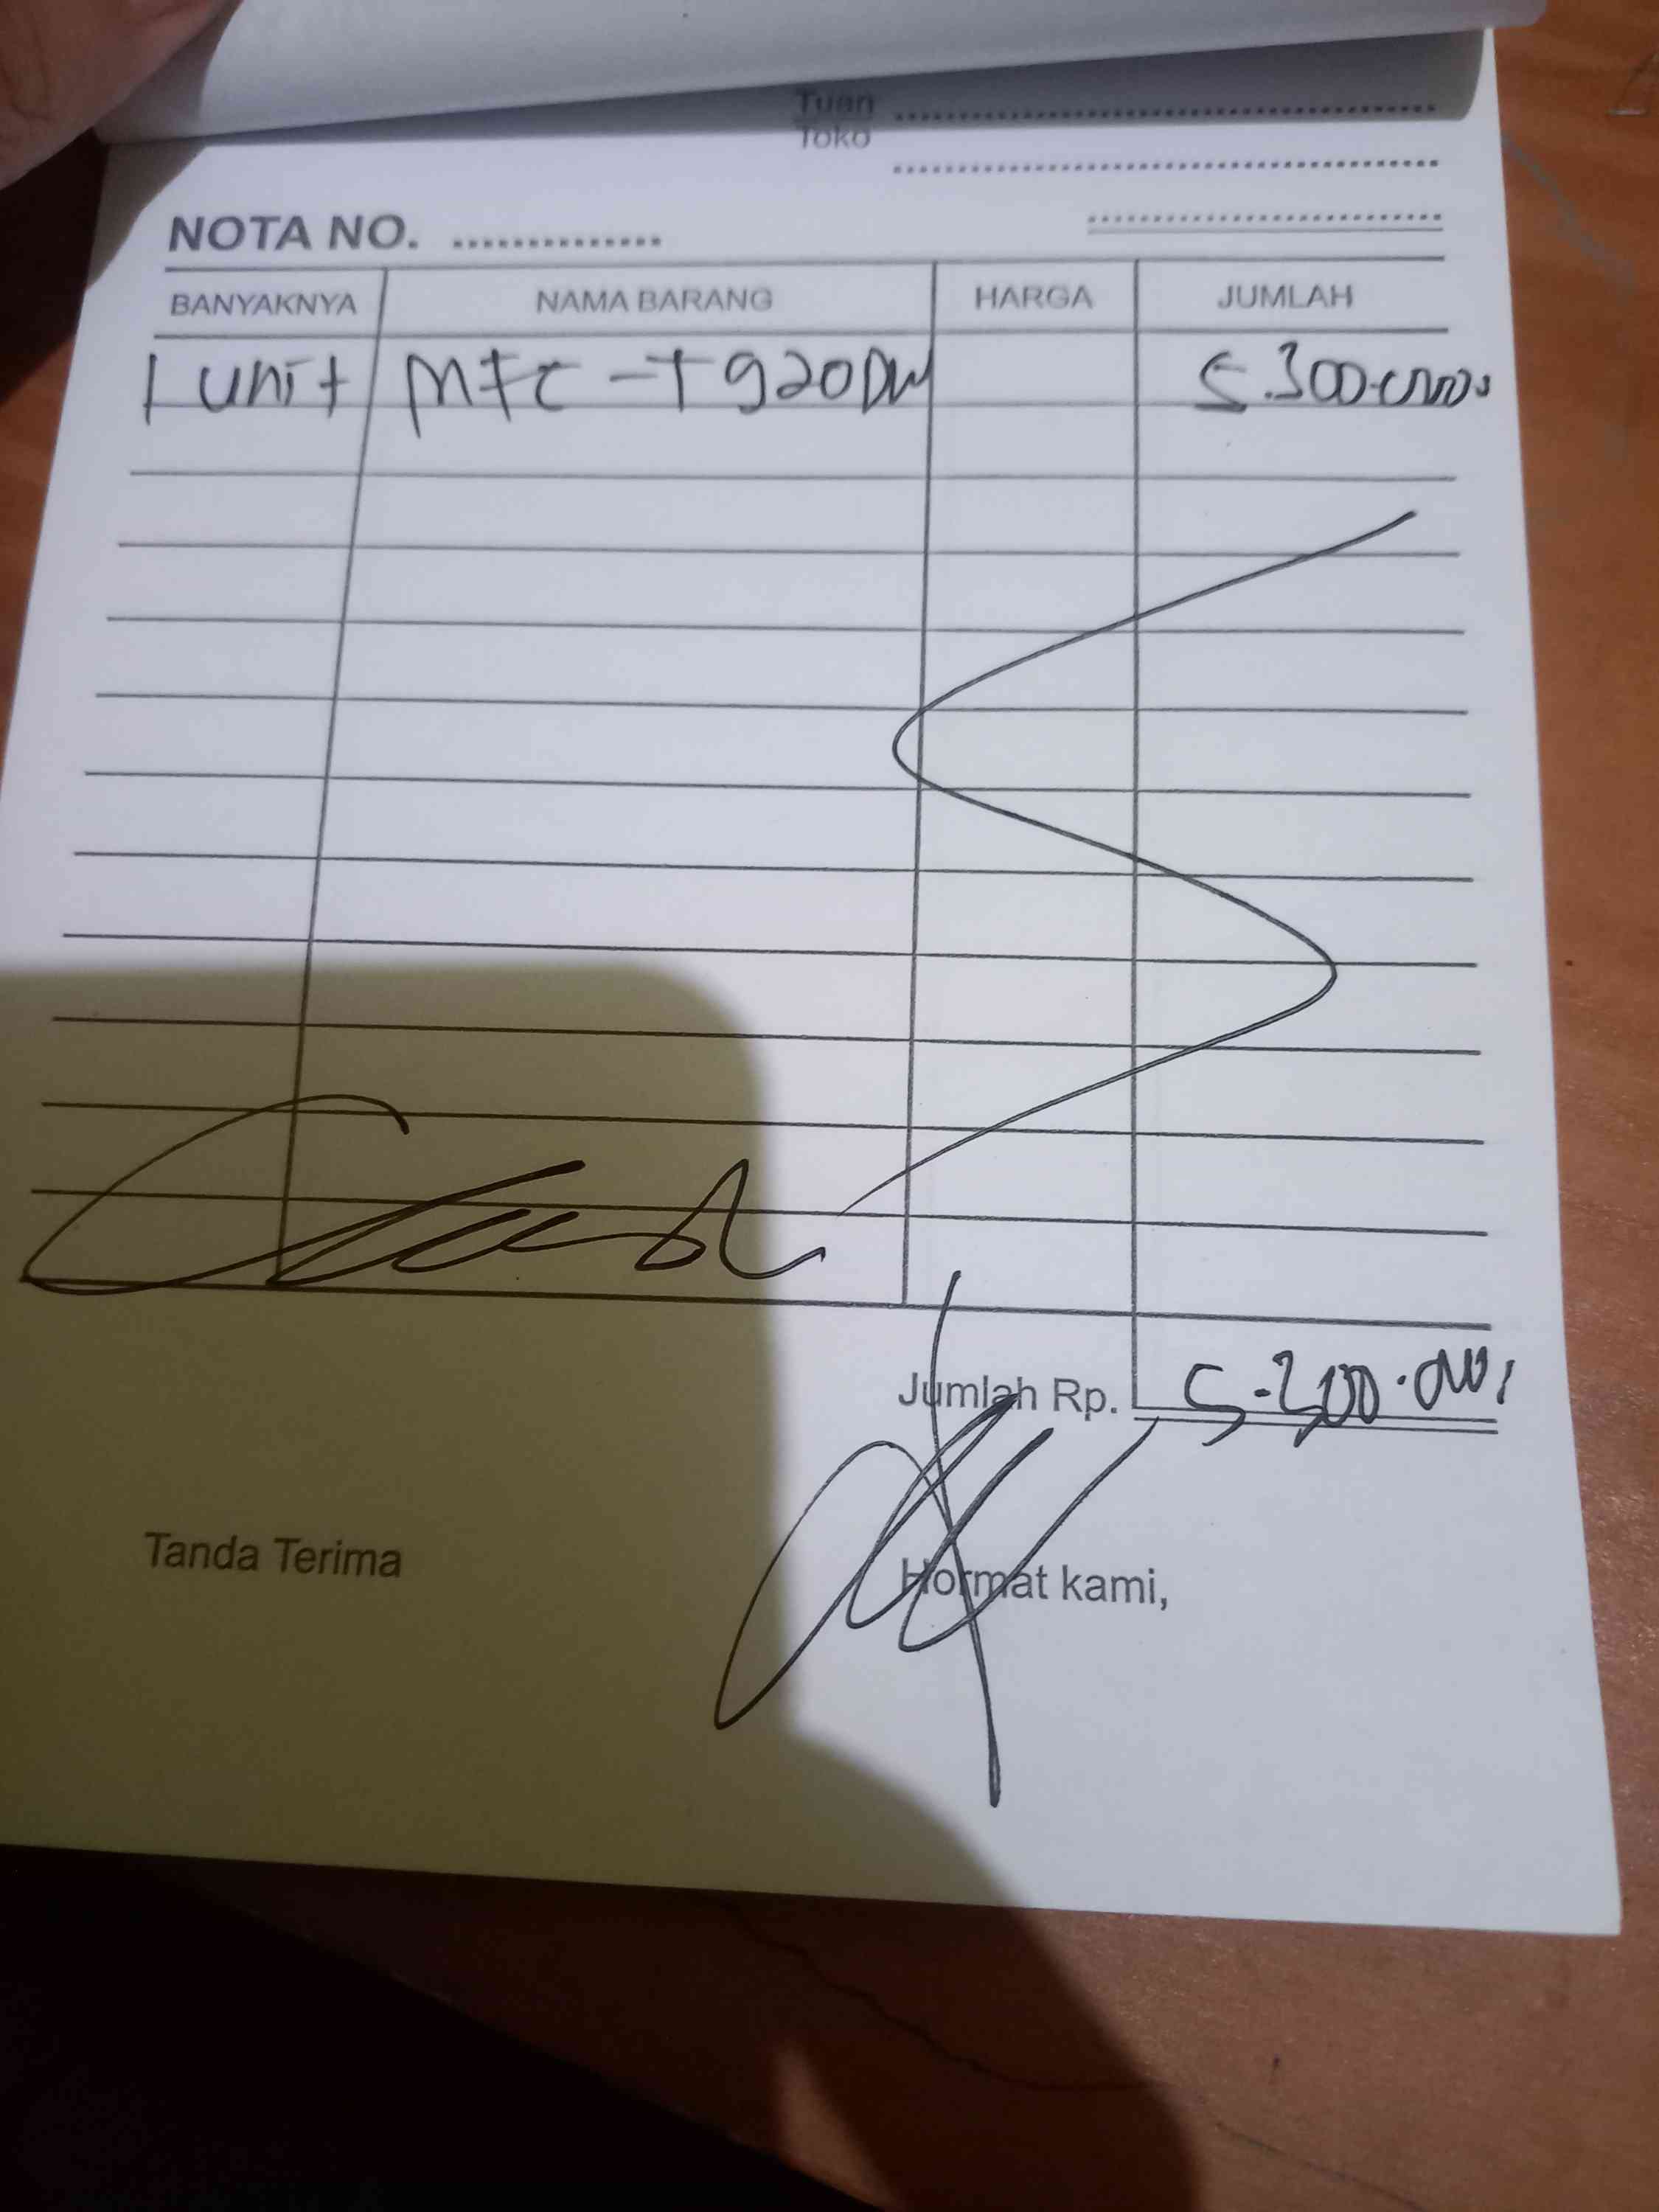 Tuan
Toko
NOTA NO. ...............
BANYAKNYA NAMA BARANG HARGA JUMLAH
1 unit MFC-T920DW 5.300.000,
Jumlah Rp. 5.300.000,
Tanda Terima Hormat kami,